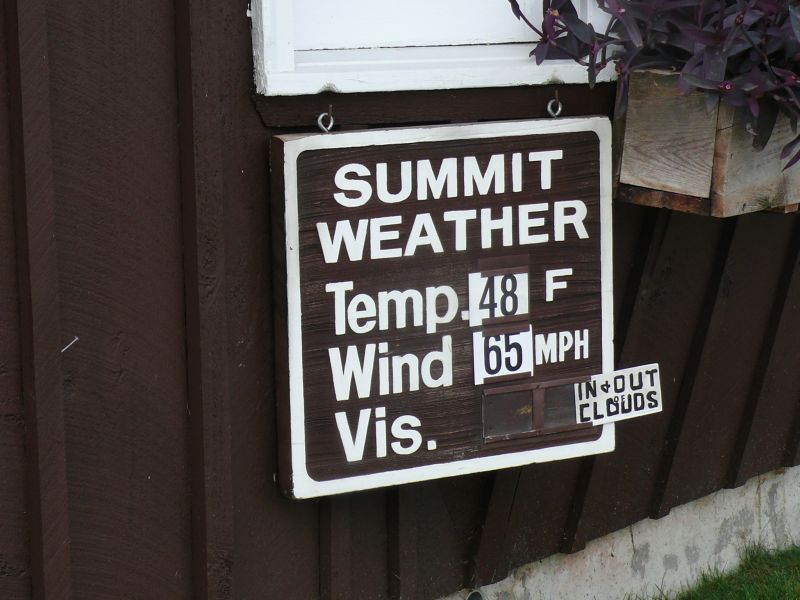 SUMMIT
WEATHER
Temp. 48 F
Wind 65 MPH
Vis. IN & OUT
OF
CLOUDS